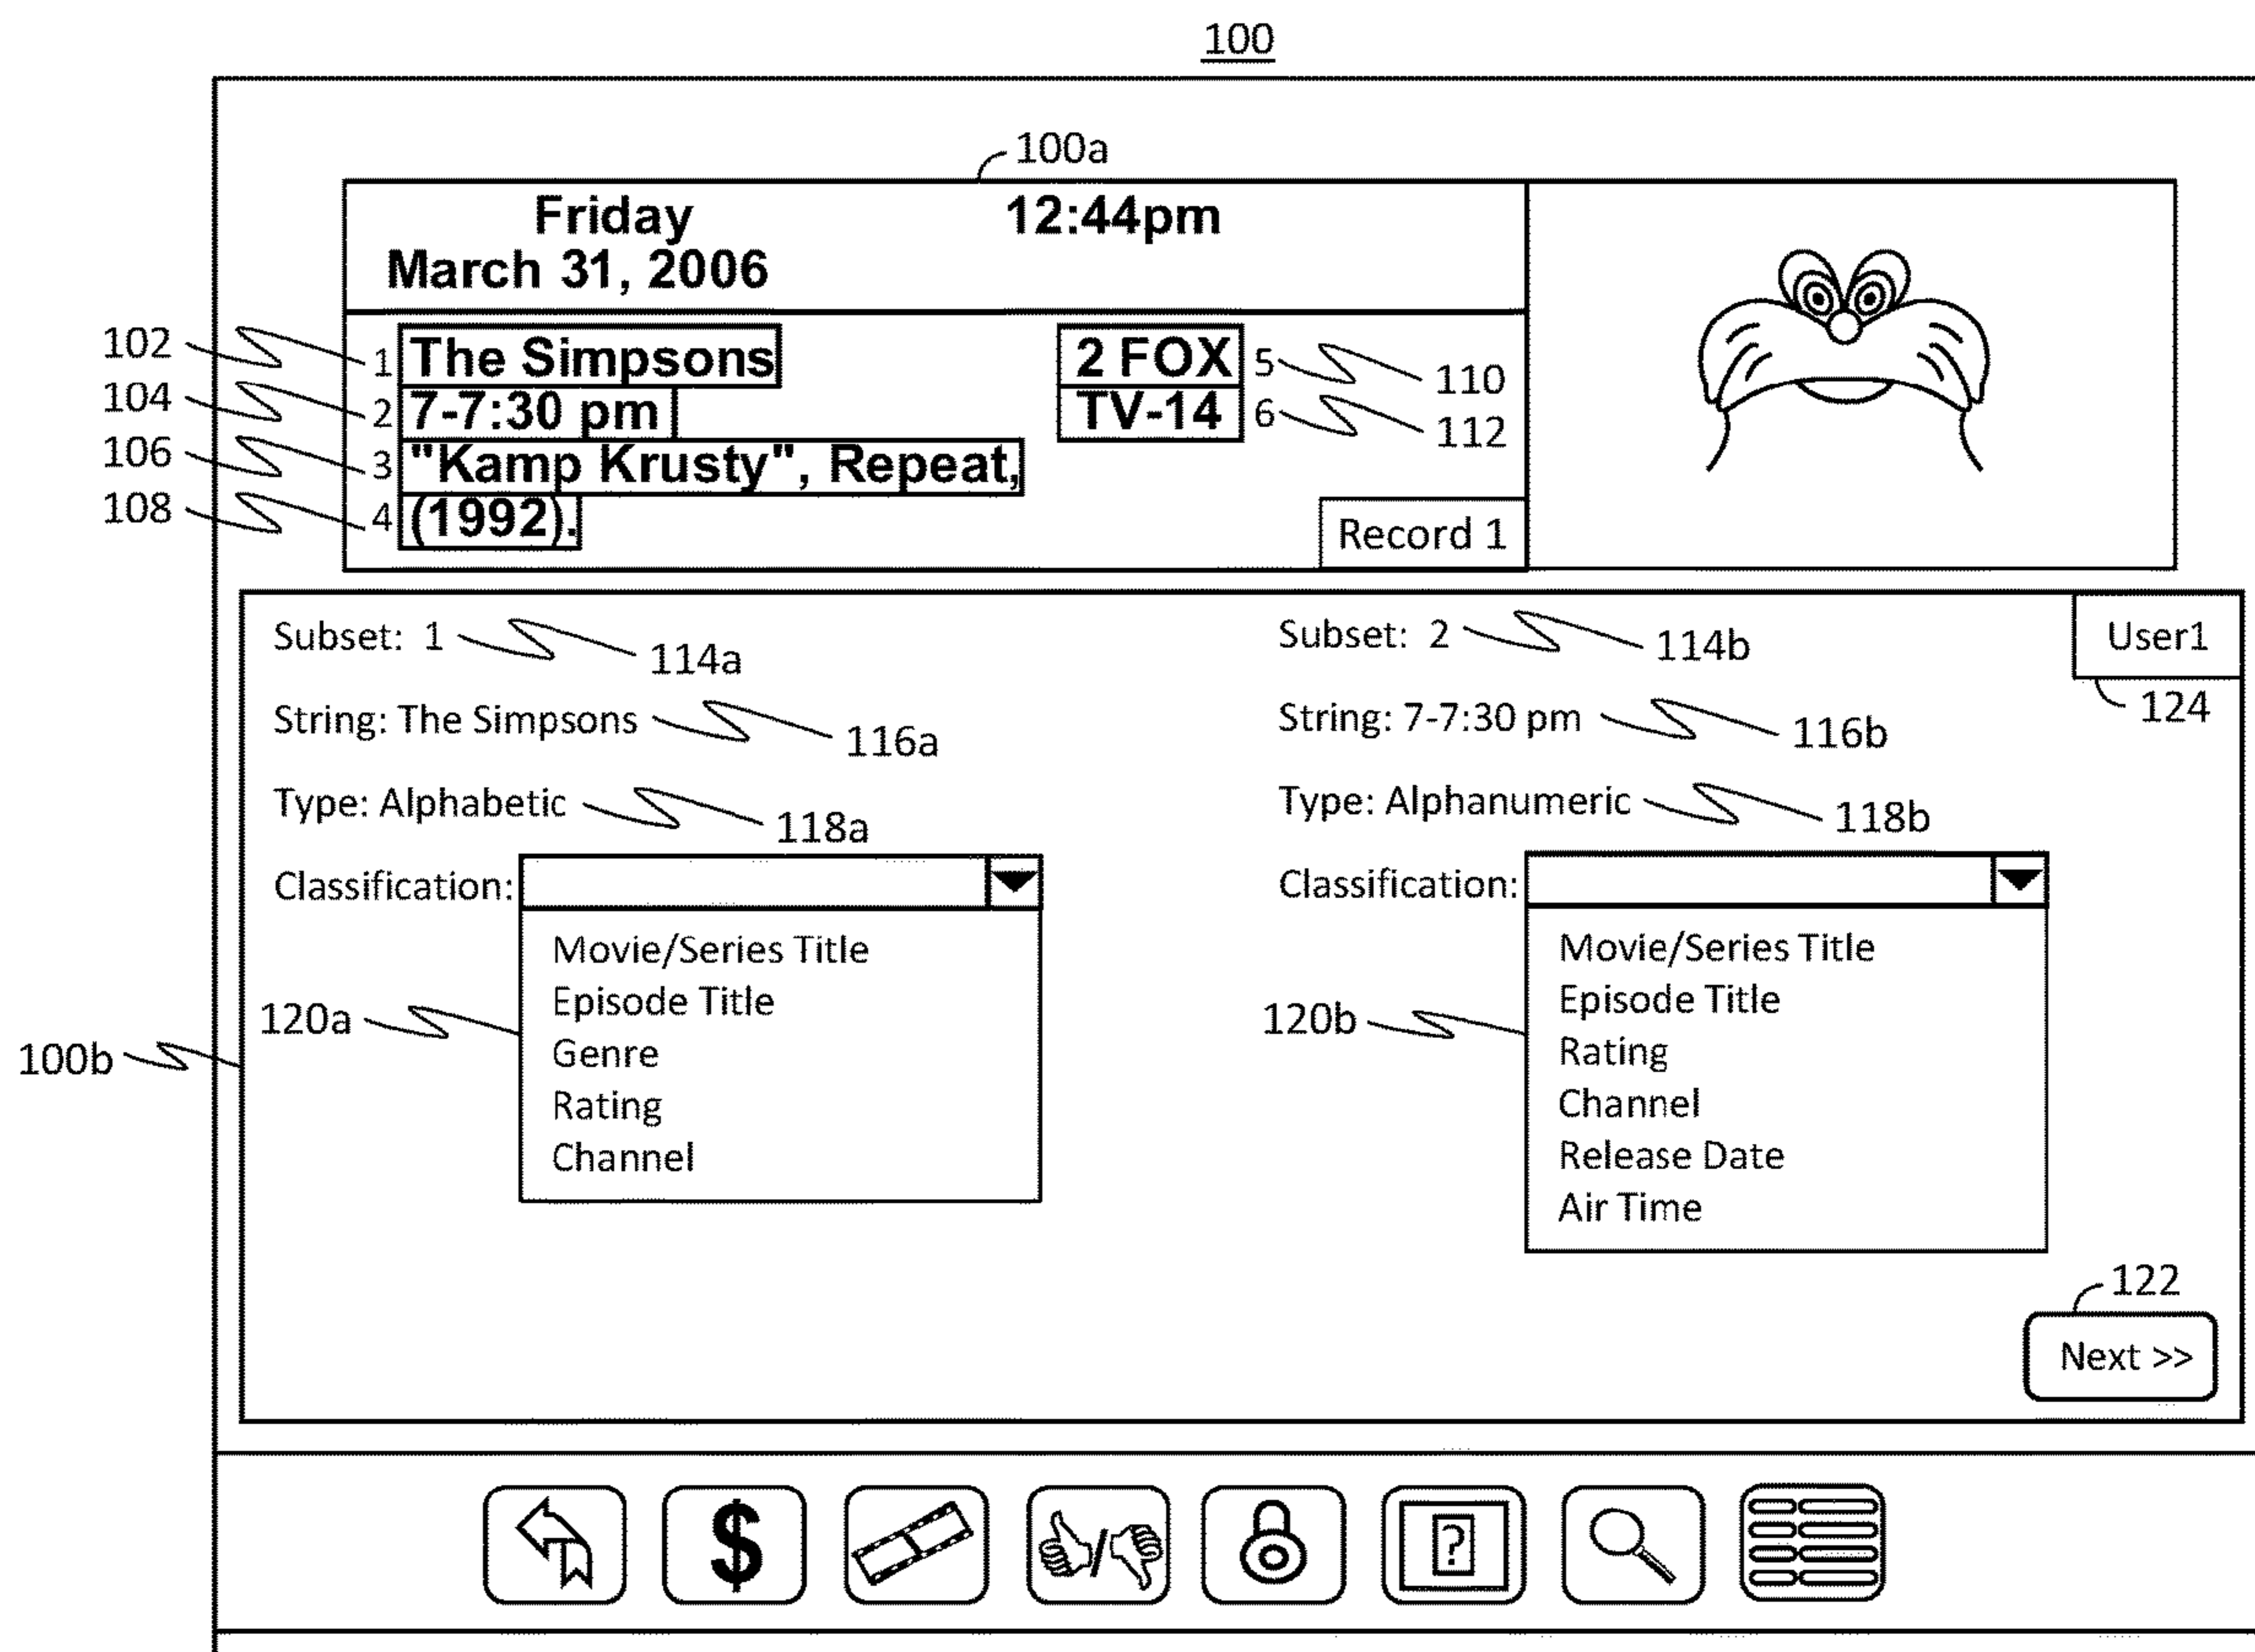 100
100a
Friday 12:44pm
March 31, 2006
102 1 The Simpsons 2 FOX 5 110
104 2 7-7:30 pm TV-14 6 112
106 3 "Kamp Krusty", Repeat,
108 4 (1992).
Record 1
Subset: 1 114a
String: The Simpsons 116a
Type: Alphabetic 118a
Classification:
Movie/Series Title
Episode Title
Genre
Rating
Channel
120a
100b
Subset: 2 114b
String: 7-7:30 pm 116b
Type: Alphanumeric 118b
Classification:
Movie/Series Title
Episode Title
Rating
Channel
Release Date
Air Time
120b
User1
124
122
Next >>
$
/
?